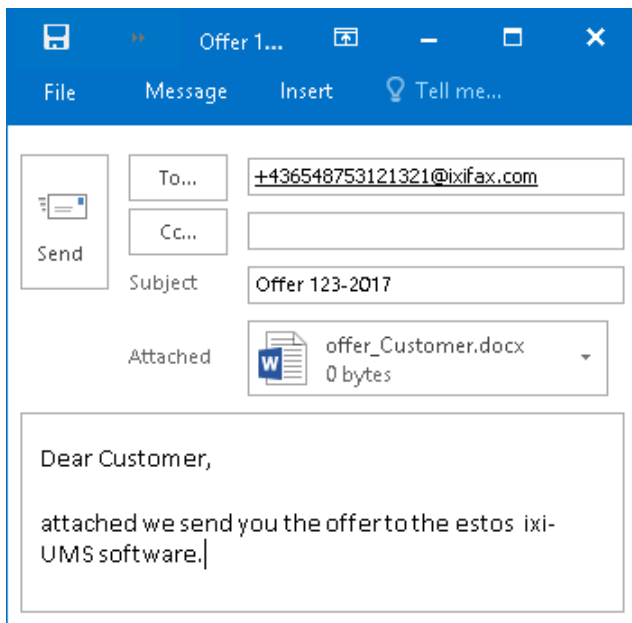 Offer 1...
File Message Insert Tell me...
To... +436548753121321@ixifax.com
Cc...
Send
Subject Offer 123-2017
Attached offer_Customer.docx
0 bytes
Dear Customer,
attached we send you the offer to the estos ixi-
UMS software.